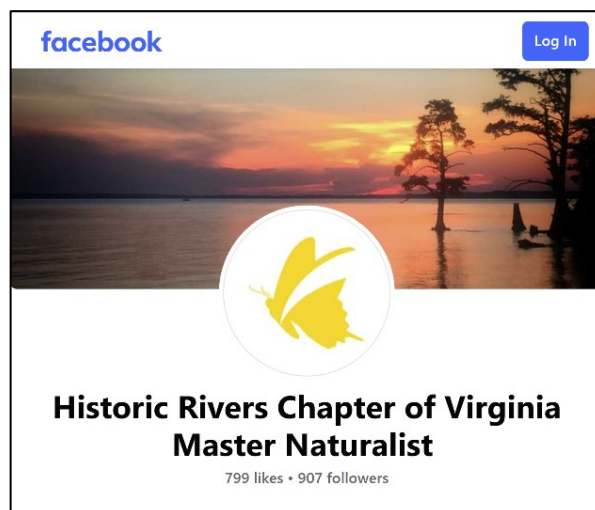 facebook
Log In
Historic Rivers Chapter of Virginia
Master Naturalist
799 likes • 907 followers